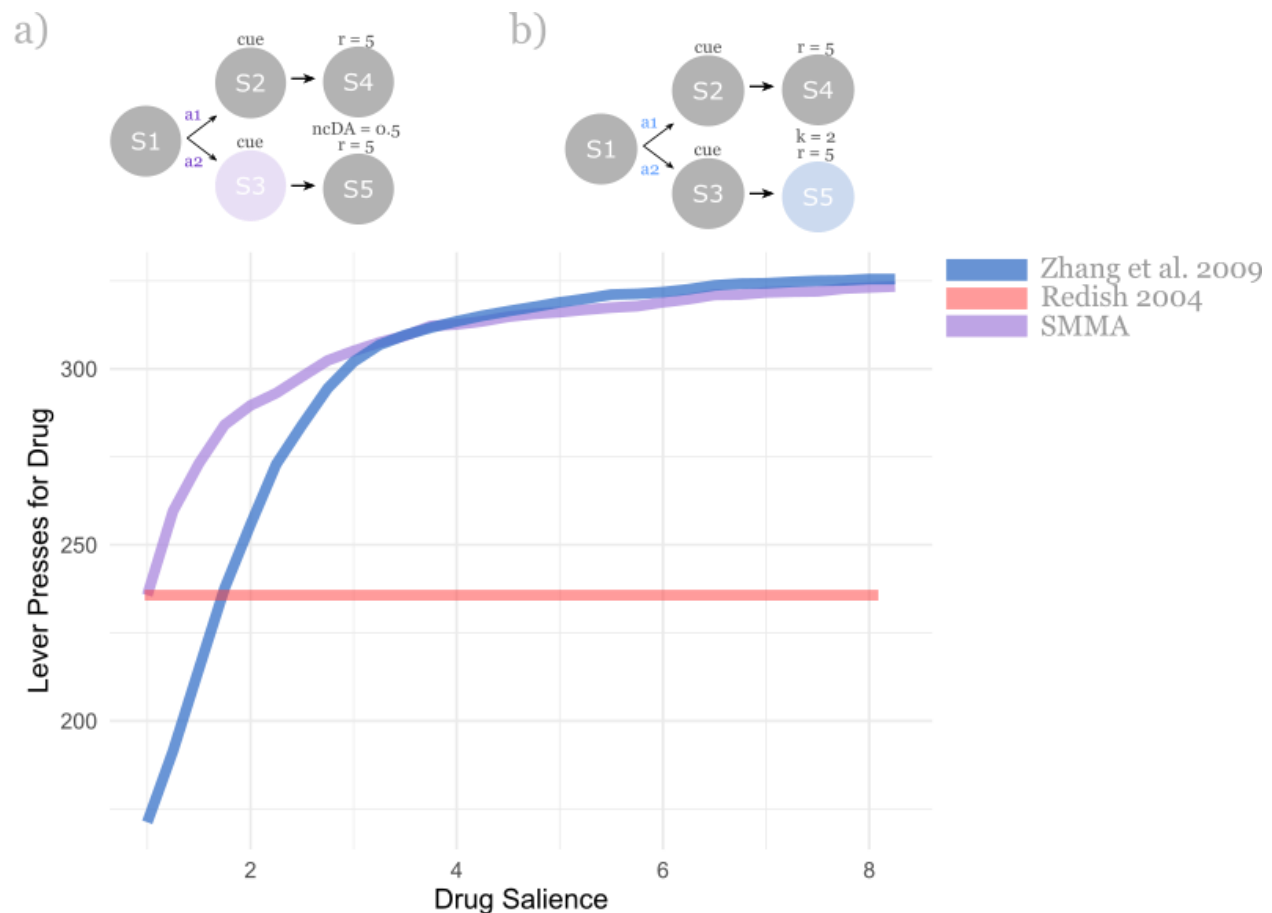 a)
cue
r = 5
S2
S4
S1
a1
a2
cue
ncDA = 0.5
r = 5
S3
S5
b)
cue
r = 5
S2
S4
S1
a1
a2
cue
k = 2
r = 5
S3
S5
Zhang et al. 2009
Redish 2004
SMMA
Lever Presses for Drug
300
250
200
2
4
6
8
Drug Salience